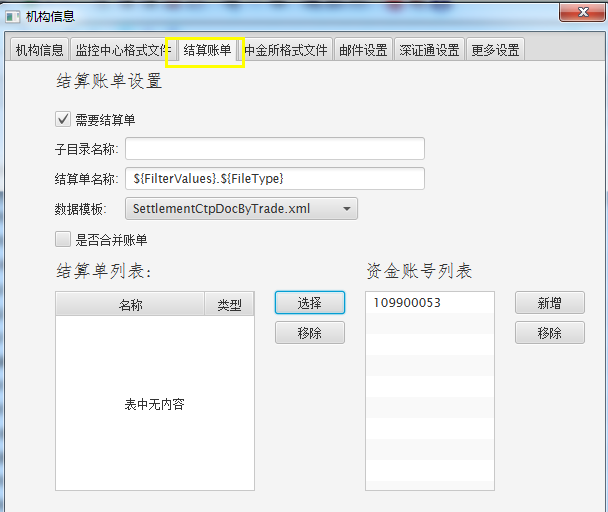 机构信息
机构信息 监控中心格式文件 结算账单 中金所格式文件 邮件设置 深证通设置 更多设置
结算账单设置
需要结算单
子目录名称:
结算单名称: ${FilterValues}.${FileType}
数据模板: SettlementCtpDocByTrade.xml
是否合并账单
结算单列表: 资金账号列表
名称 类型 选择 109900053 新增
移除 移除
表中无内容